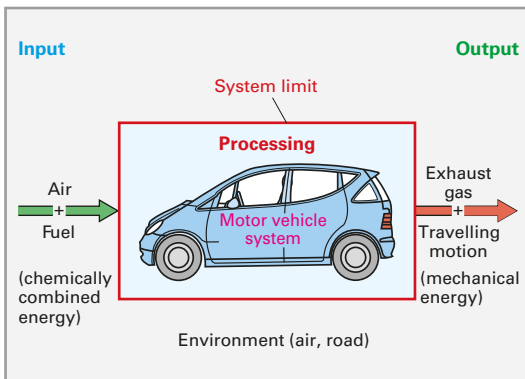 Input
Output
System limit
Processing
Air
+
Fuel
(chemically
combined
energy)
Motor vehicle
system
Exhaust
gas
+
Travelling
motion
(mechanical
energy)
Environment (air, road)